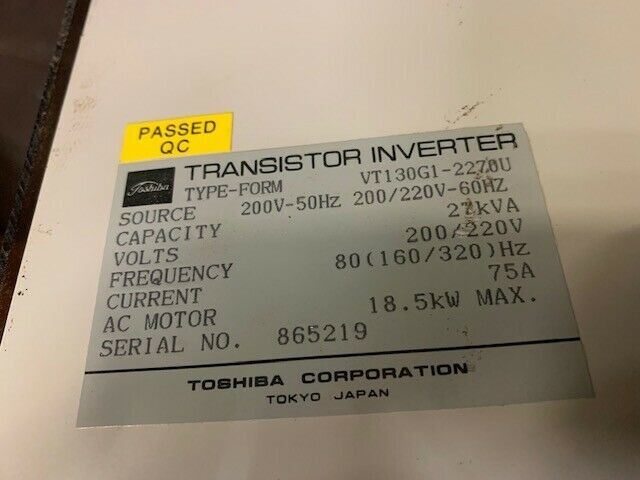 PASSED
QC
Toshiba
TRANSISTOR INVERTER
TYPE-FORM VT130G1-2270U
SOURCE 200V-50Hz 200/220V-60HZ
CAPACITY 27kVA
VOLTS 200/220V
FREQUENCY 80(160/320)Hz
CURRENT 75A
AC MOTOR 18.5kW MAX.
SERIAL NO. 865219
TOSHIBA CORPORATION
TOKYO JAPAN